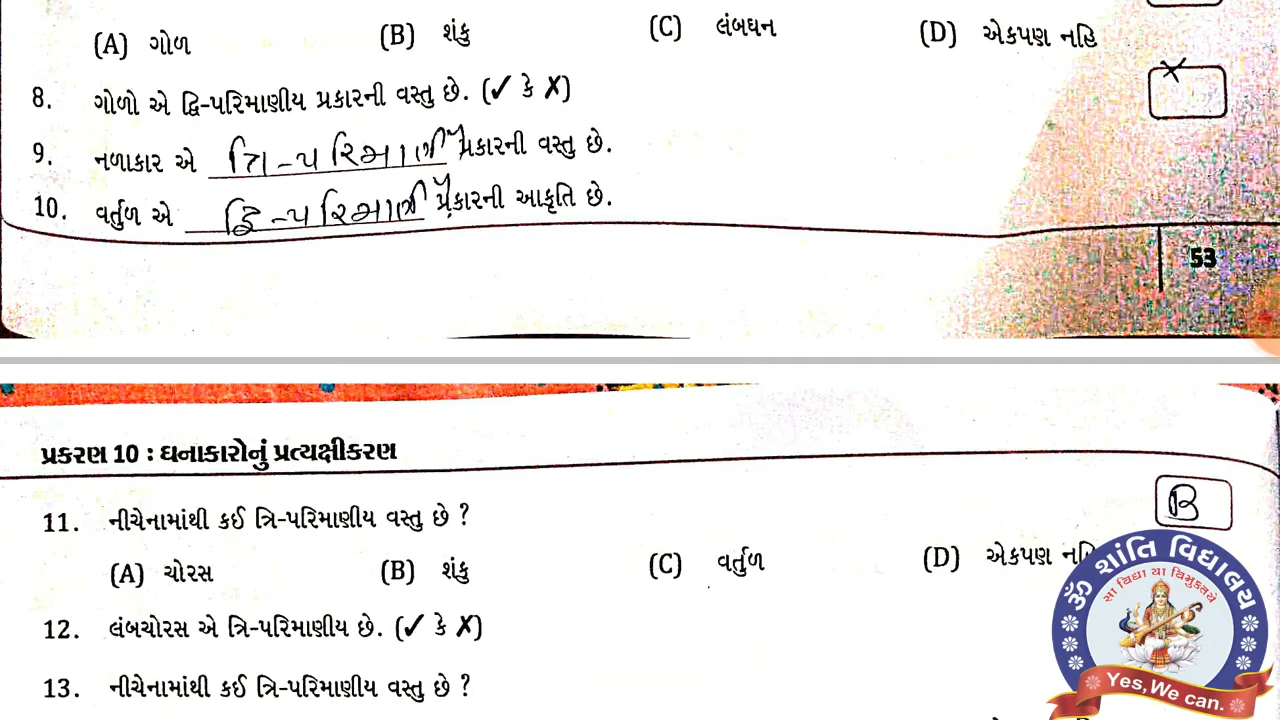 (A) ગોળ (B) શંકુ (C) લંબઘન (D) એકપણ નહિ
8. ગોળો એ દ્વિ-પરિમાણીય પ્રકારની વસ્તુ છે. (✓ કે ✗) X
9. નળાકાર એ ત્રિ-પરિમાણીય પ્રકારની વસ્તુ છે.
10. વર્તુળ એ દ્વિ-પરિમાણીય પ્રકારની આકૃતિ છે.
53
પ્રકરણ 10 : ઘનાકારોનું પ્રત્યક્ષીકરણ
11. નીચેનામાંથી કઈ ત્રિ-પરિમાણીય વસ્તુ છે ? B
(A) ચોરસ (B) શંકુ (C) વર્તુળ (D) એકપણ
12. લંબચોરસ એ ત્રિ-પરિમાણીય છે. (✓ કે ✗)
13. નીચેનામાંથી કઈ ત્રિ-પરિમાણીય વસ્તુ છે ?
ૐ શાંતિ વિદ્યાલય
સા વિદ્યા યા વિમુક્તયે
Yes, We can.